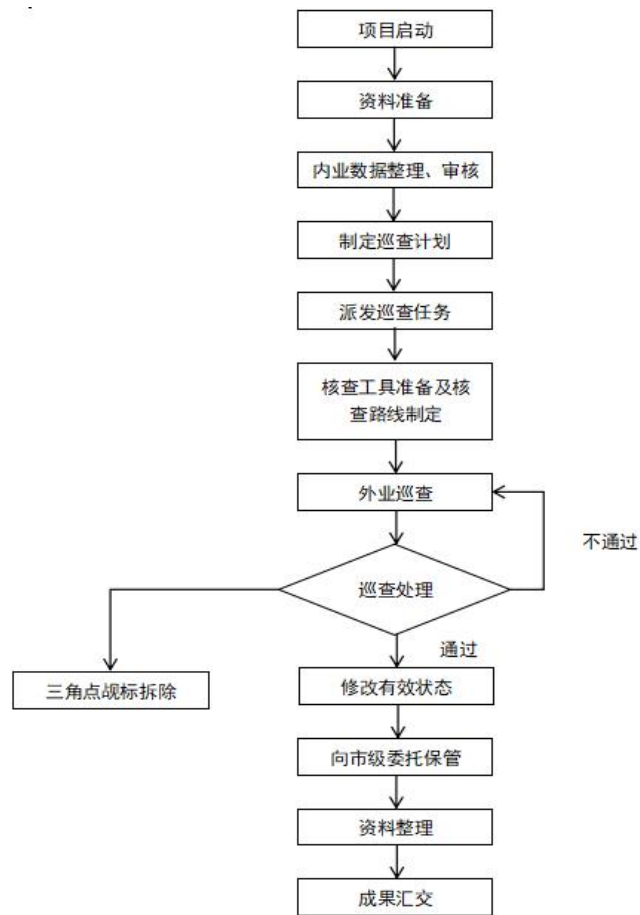 项目启动
资料准备
内业数据整理、审核
制定巡查计划
派发巡查任务
核查工具准备及核
查路线制定
外业巡查
不通过
巡查处理
通过
三角点觇标拆除
修改有效状态
向市级委托保管
资料整理
成果汇交